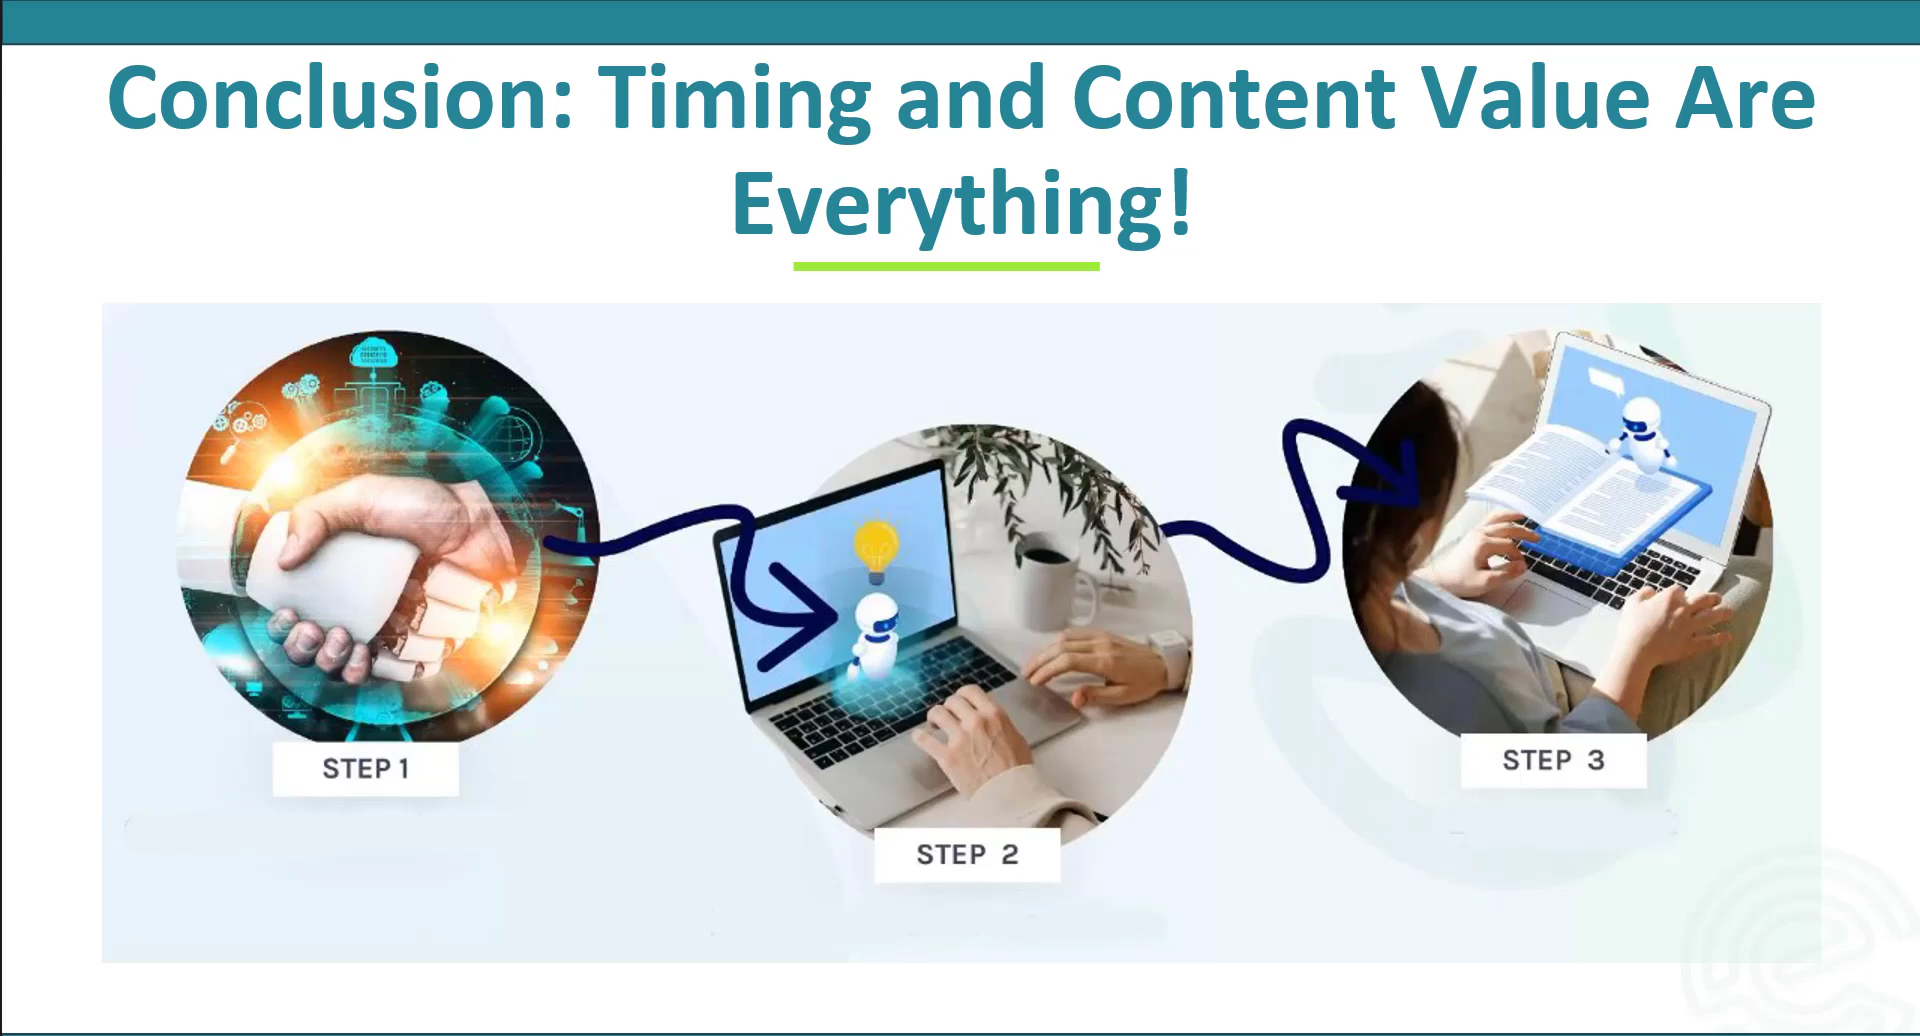 Conclusion: Timing and Content Value Are
Everything!
STEP 1
STEP 2
STEP 3